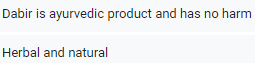 Dabir is ayurvedic product and has no harm
Herbal and natural